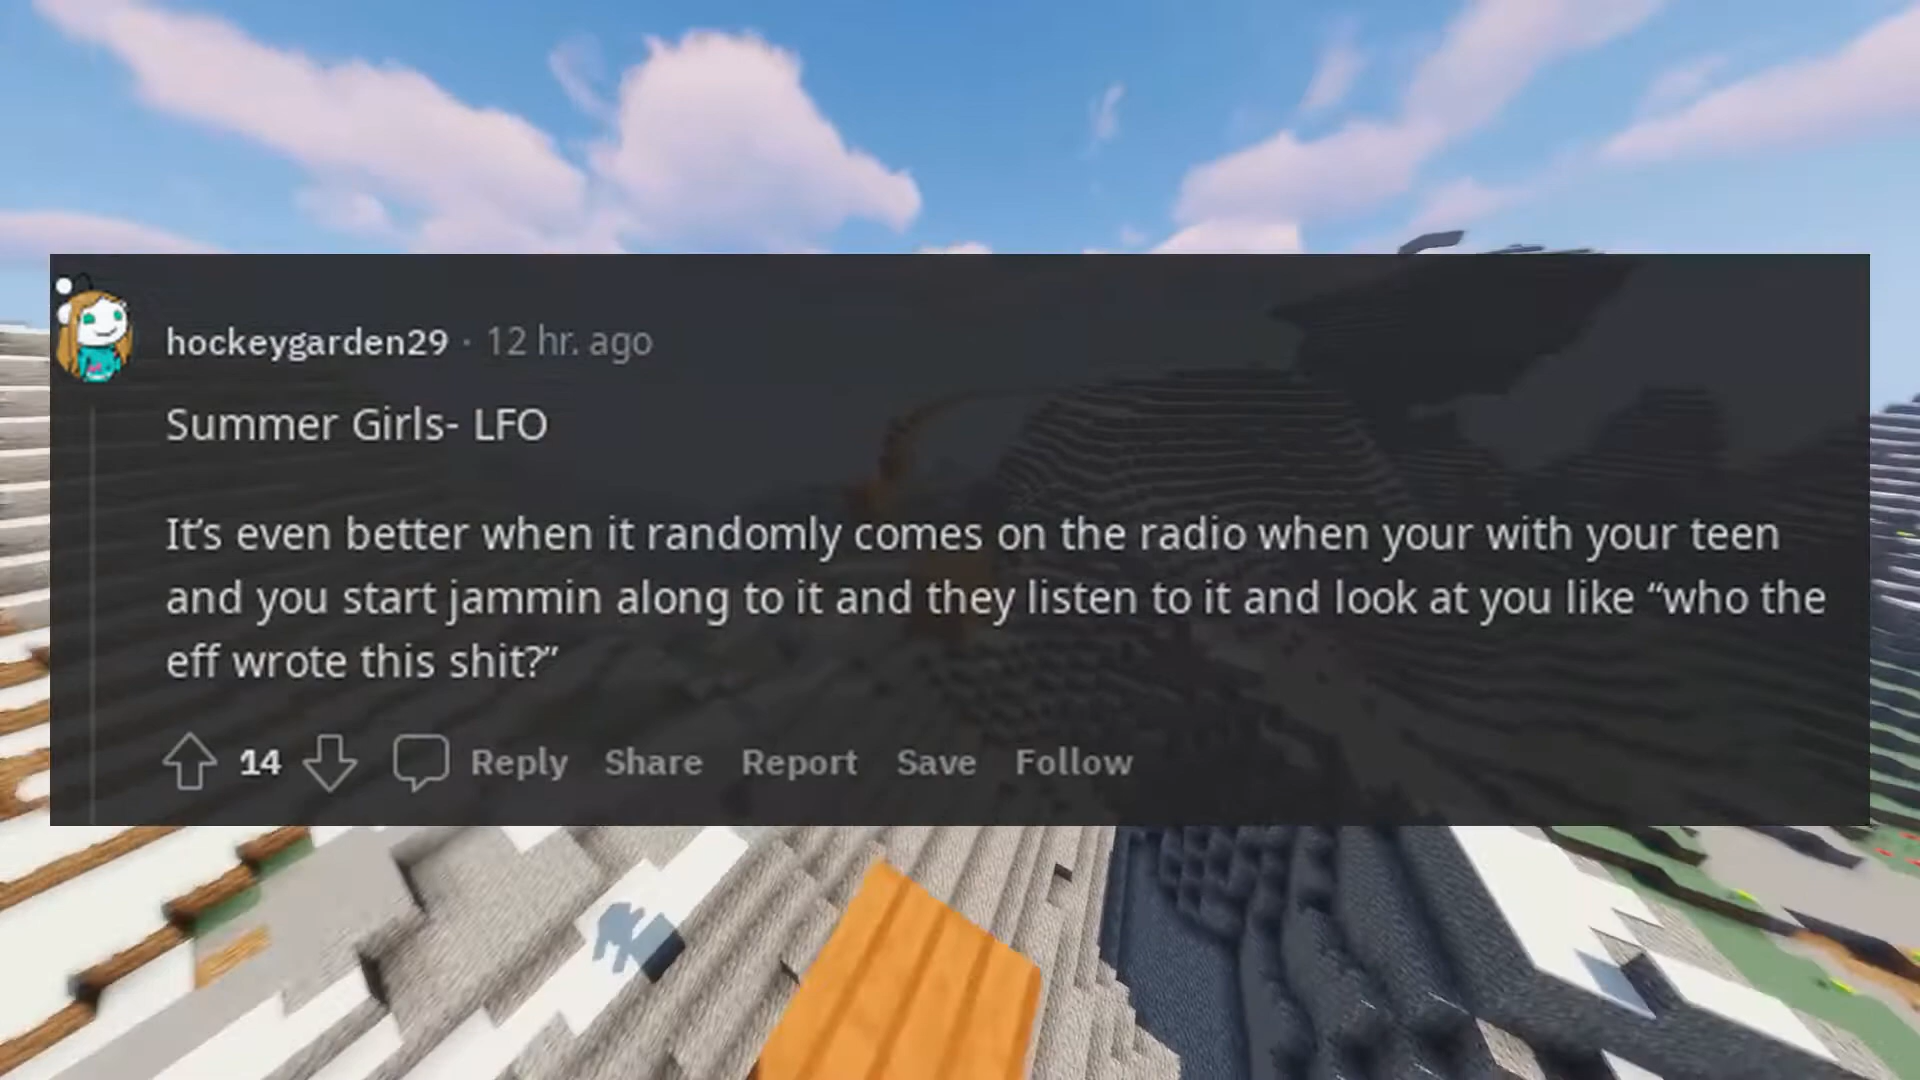 hockeygarden29 · 12 hr. ago
Summer Girls- LFO
It’s even better when it randomly comes on the radio when your with your teen
and you start jammin along to it and they listen to it and look at you like “who the
eff wrote this shit?”
14 Reply Share Report Save Follow